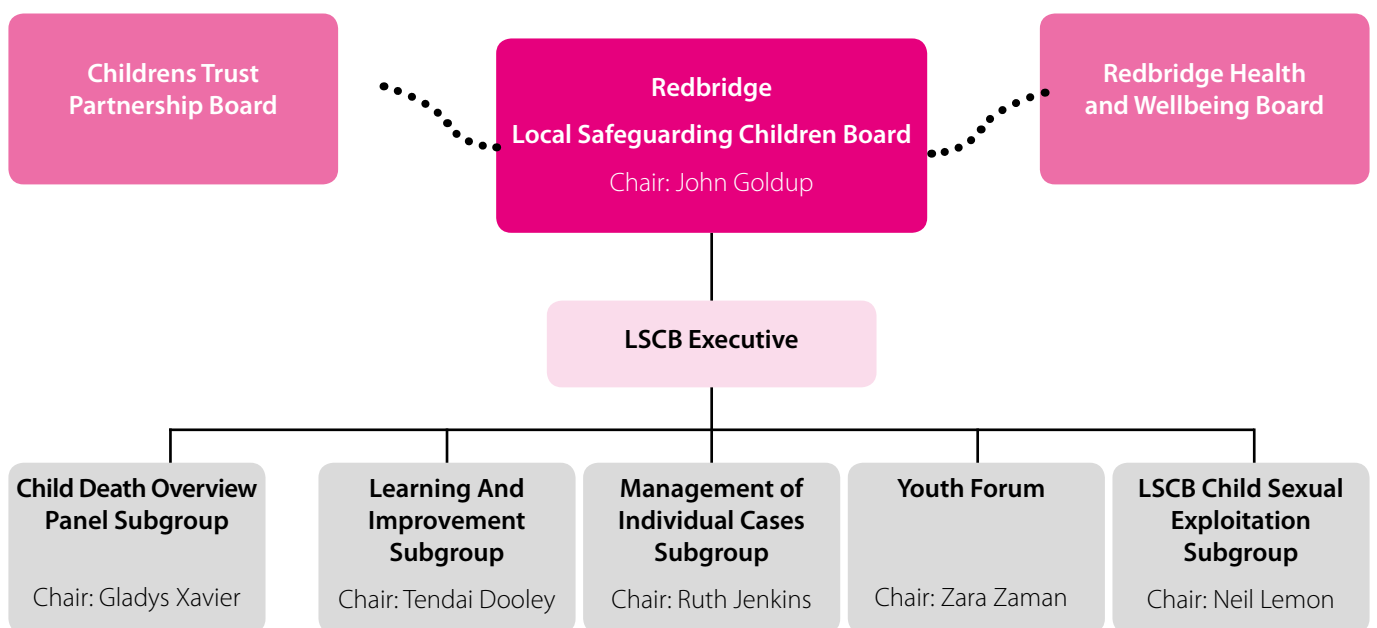 Childrens Trust
Partnership Board
Redbridge
Local Safeguarding Children Board
Chair: John Goldup
Redbridge Health
and Wellbeing Board
LSCB Executive
Child Death Overview
Panel Subgroup
Chair: Gladys Xavier
Learning And
Improvement
Subgroup
Chair: Tendai Dooley
Management of
Individual Cases
Subgroup
Chair: Ruth Jenkins
Youth Forum
Chair: Zara Zaman
LSCB Child Sexual
Exploitation
Subgroup
Chair: Neil Lemon